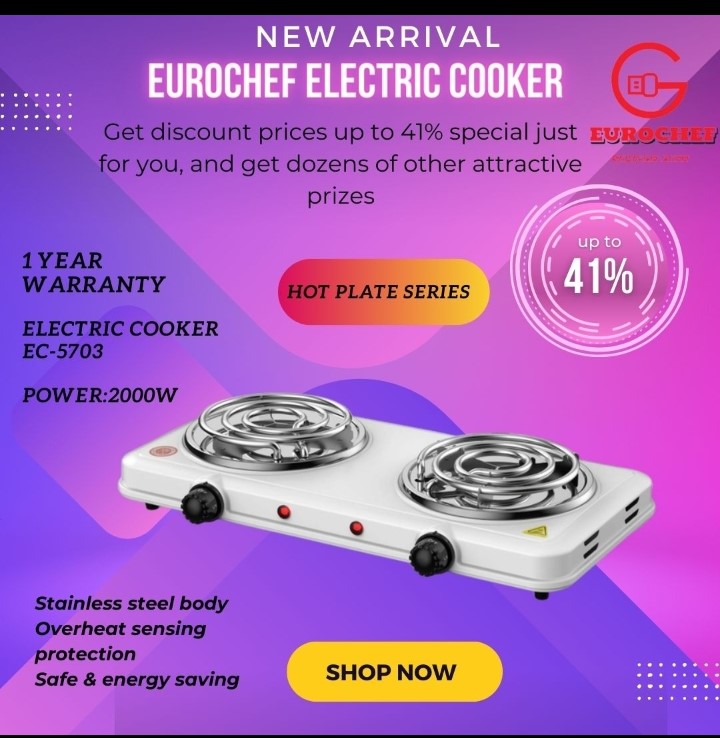 NEW ARRIVAL
EUROCHEF ELECTRIC COOKER
Get discount prices up to 41% special just
for you, and get dozens of other attractive
prizes
EUROCHEF
up to
41%
1 YEAR
WARRANTY
HOT PLATE SERIES
ELECTRIC COOKER
EC-5703
POWER:2000W
Stainless steel body
Overheat sensing
protection
Safe & energy saving
SHOP NOW